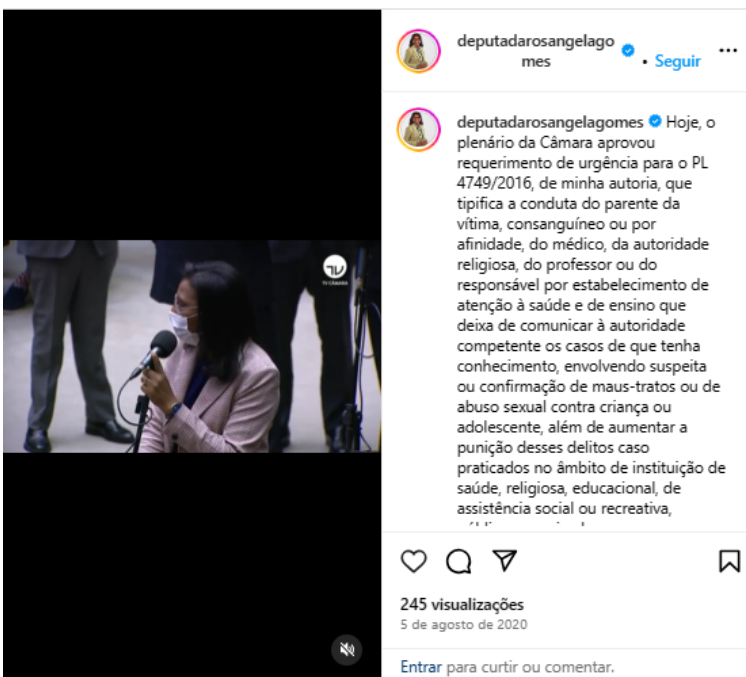 deputadarosangelago
mes • Seguir
deputadarosangelagomes Hoje, o
plenário da Câmara aprovou
requerimento de urgência para o PL
4749/2016, de minha autoria, que
tipifica a conduta do parente da
vítima, consanguíneo ou por
afinidade, do médico, da autoridade
religiosa, do professor ou do
responsável por estabelecimento de
atenção à saúde e de ensino que
deixa de comunicar à autoridade
competente os casos de que tenha
conhecimento, envolvendo suspeita
ou confirmação de maus-tratos ou de
abuso sexual contra criança ou
adolescente, além de aumentar a
punição desses delitos caso
praticados no âmbito de instituição de
saúde, religiosa, educacional, de
assistência social ou recreativa,
TV CÂMARA
245 visualizações
5 de agosto de 2020
Entrar para curtir ou comentar.